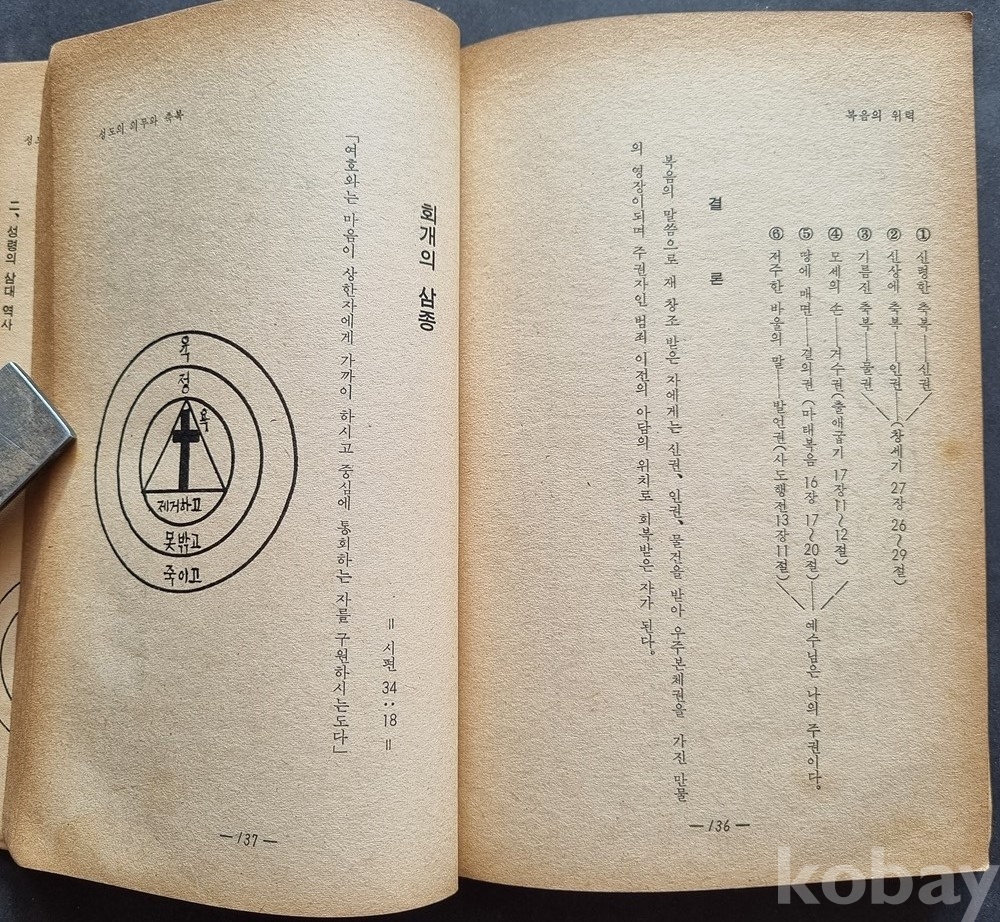 복음의 위력
① 신령한 축복――신권
② 신상에 축복――인권――(창세기 27장 26~29절)
③ 기름진 축복――물권
④ 모세의 손――거수권(출애굽기 17장 11~12절)
⑤ 땅에 매면――결의권(마태복음 16장 17~20절)――예수님은 나의 주권이다.
⑥ 저주한 바울의 말――발언권(사도행전 13장 11절)
결 론
복음의 말씀으로 재 창조 받은 자에게는 신권、인권、물건을 받아 우주본체권을 가진 만물
의 영장이되며 주권자인 범죄 이전의 아담의 위치로 회복받은 자가 된다.
―136―
성도의 의무와 축복
회개의 삼종
＝시편 34:18＝
「여호와는 마음이 상한자에게 가까이 하시고 중심에 통회하는 자를 구원하시는도다」
욕
정
욕
제거하고
못박고
죽이고
―137―
二、성령의 삼대 역사
kobay